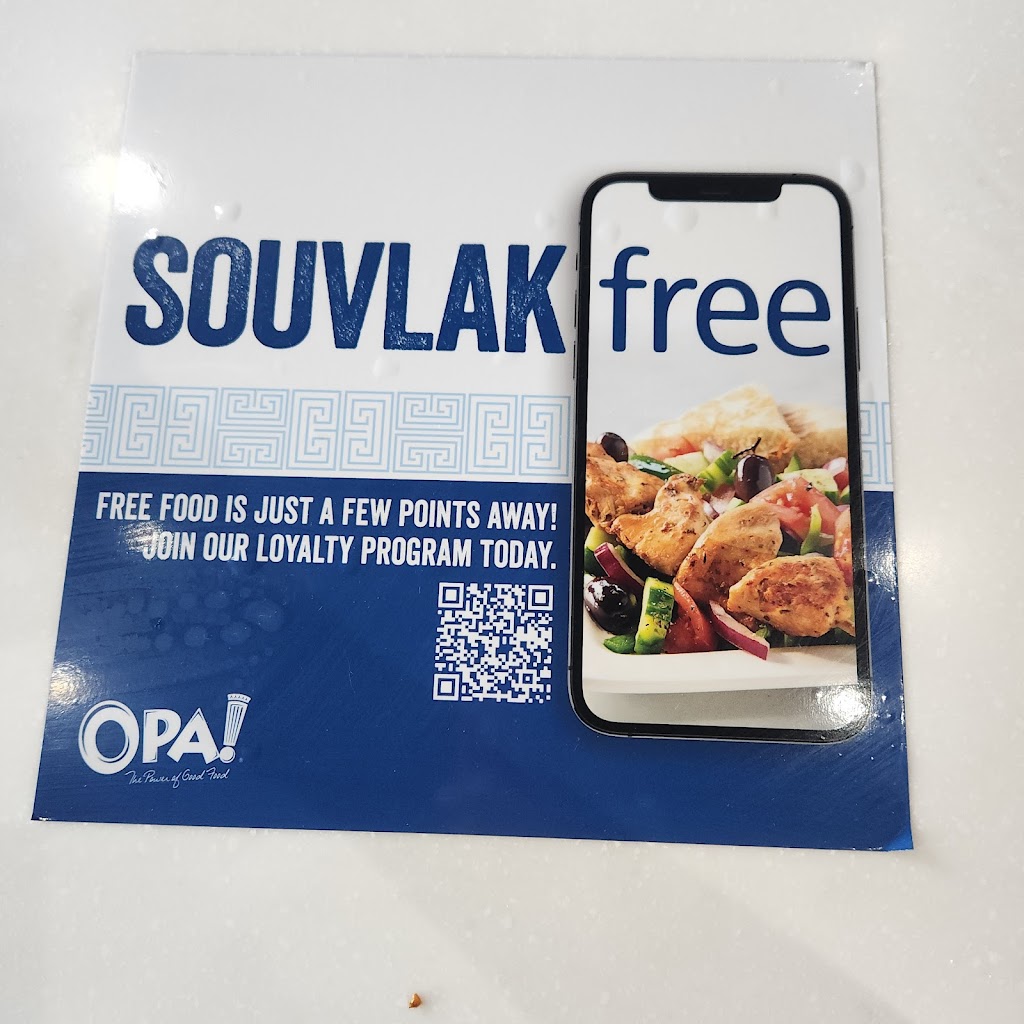 SOUVLAK free
FREE FOOD IS JUST A FEW POINTS AWAY!
JOIN OUR LOYALTY PROGRAM TODAY.
OPA!
The Power of Good Food